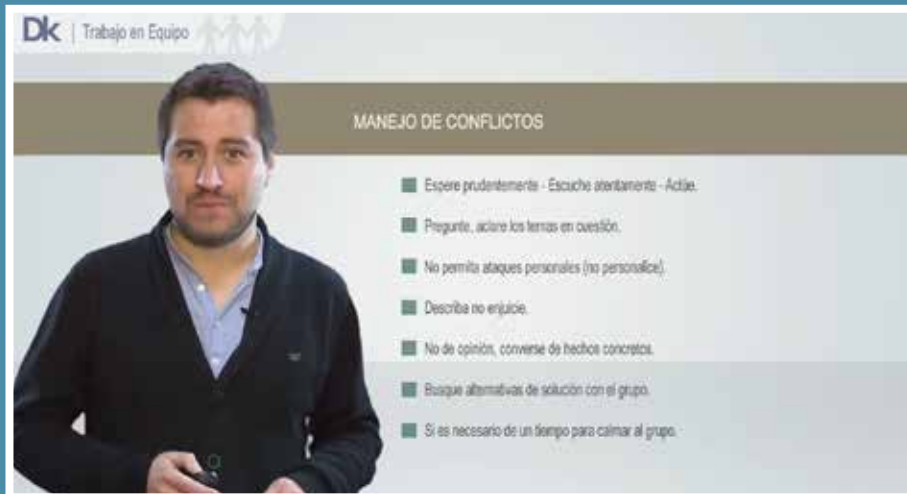 Dk | Trabajo en Equipo
MANEJO DE CONFLICTOS
Espere prudentemente - Escuche atentamente - Actúe.
Pregunte, aclare los temas en cuestión.
No permita ataques personales (no personalice).
Describa no enjuicie.
No de opinión, converse de hechos concretos.
Busque alternativas de solución con el grupo.
Si es necesario de un tiempo para calmar al grupo.